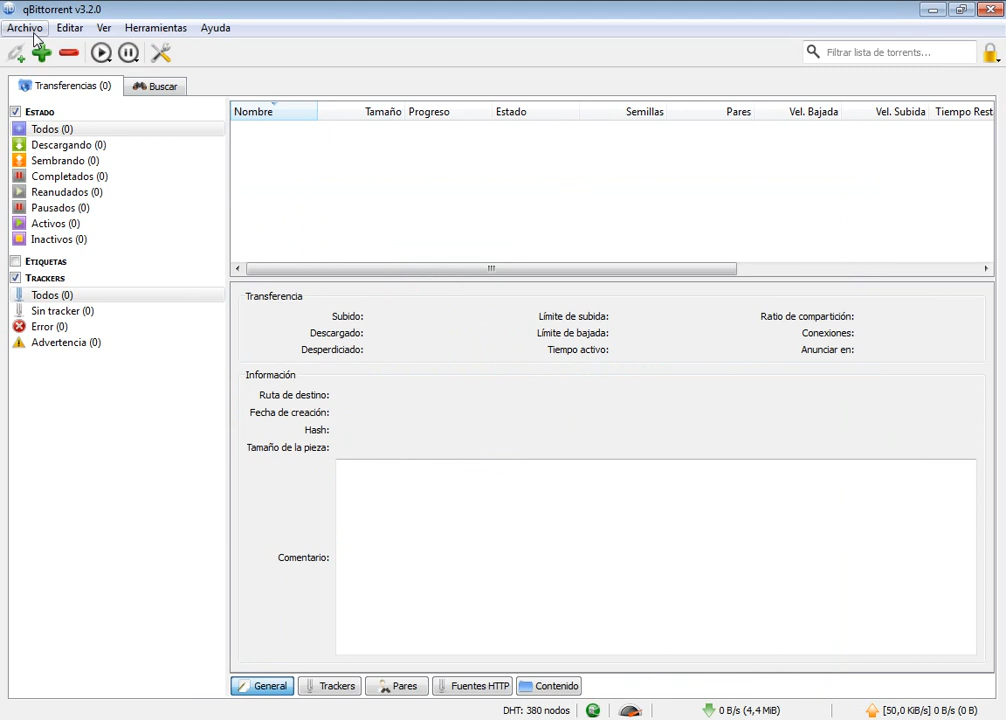 qBittorrent v3.2.0
Archivo Editar Ver Herramientas Ayuda
Filtrar lista de torrents...
Transferencias (0) Buscar
Estado
Todos (0)
Descargando (0)
Sembrando (0)
Completados (0)
Reanudados (0)
Pausados (0)
Activos (0)
Inactivos (0)
Etiquetas
Trackers
Todos (0)
Sin tracker (0)
Error (0)
Advertencia (0)
Nombre Tamaño Progreso Estado Semillas Pares Vel. Bajada Vel. Subida Tiempo Rest
Transferencia
Subido: Límite de subida: Ratio de compartición:
Descargado: Límite de bajada: Conexiones:
Desperdiciado: Tiempo activo: Anunciar en:
Información
Ruta de destino:
Fecha de creación:
Hash:
Tamaño de la pieza:
Comentario:
General Trackers Pares Fuentes HTTP Contenido
DHT: 380 nodos 0 B/s (4,4 MiB) [50,0 KiB/s] 0 B/s (0 B)